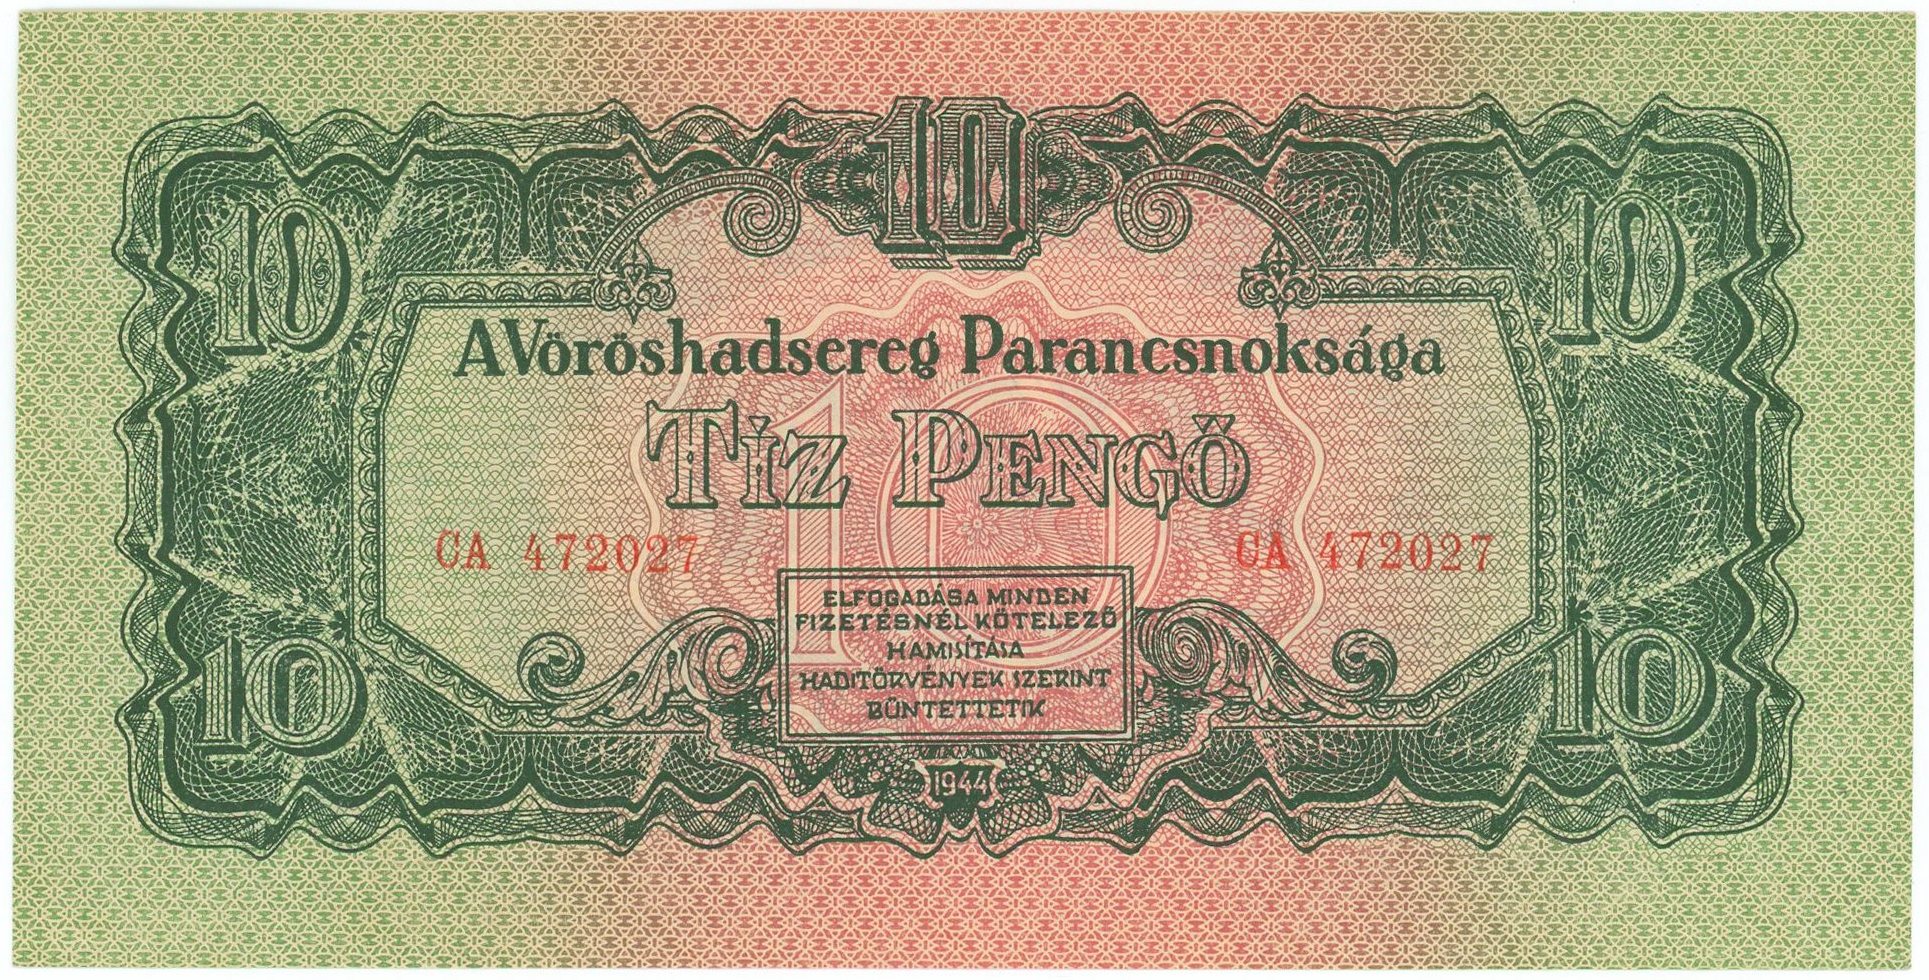 10
10 10
A Vöröshadsereg Parancsnoksága
Tíz Pengő
10
CA 472027 CA 472027
ELFOGADÁSA MINDEN
FIZETÉSNÉL KÖTELEZŐ
HAMISÍTÁSA
HADITÖRVÉNYEK SZERINT
BÜNTETTETIK
10 10
1944